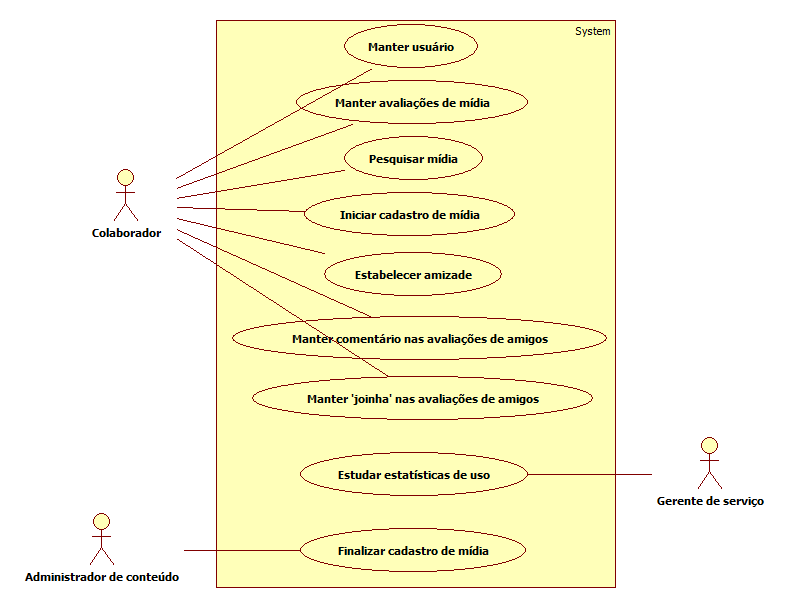 System
Manter usuário
Manter avaliações de mídia
Pesquisar mídia
Colaborador
Iniciar cadastro de mídia
Estabelecer amizade
Manter comentário nas avaliações de amigos
Manter 'joinha' nas avaliações de amigos
Estudar estatísticas de uso
Gerente de serviço
Finalizar cadastro de mídia
Administrador de conteúdo